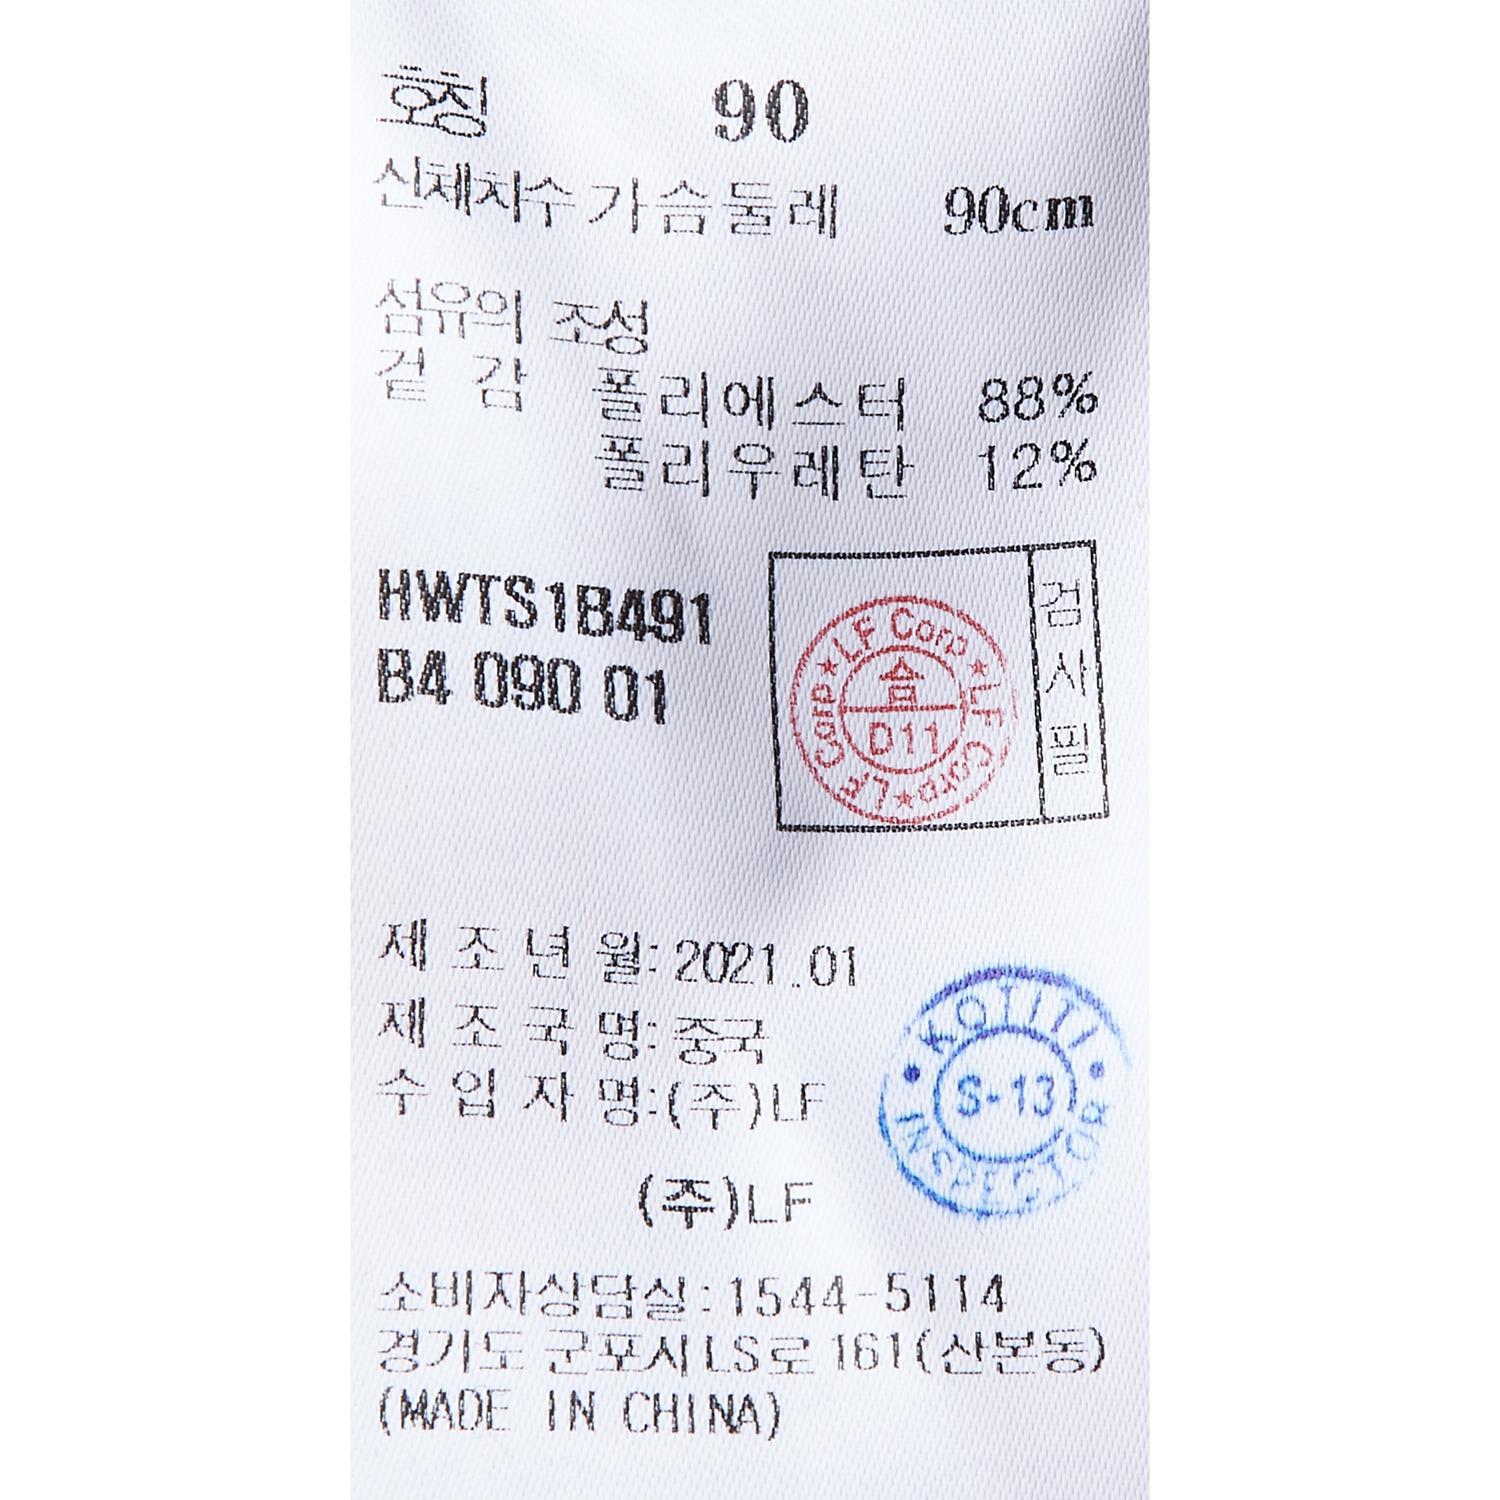 호칭 90
신체치수 가슴둘레 90cm
섬유의 조성
겉 감 폴리에스터 88%
폴리우레탄 12%
HWTS1B491
B4 090 01
LF Corp ★ LF Corp ★ LF Corp ★
합
D11
검사필
제 조 년 월: 2021.01
제 조 국 명: 중국
수 입 자 명: (주)LF
KOTITI
S-13
INSPECTOR
(주)LF
소비자상담실: 1544-5114
경기도 군포시 LS로 161(산본동)
(MADE IN CHINA)